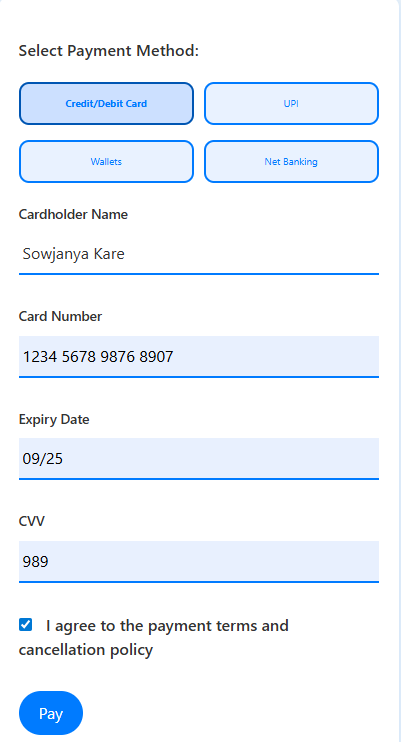 Select Payment Method:
Credit/Debit Card
UPI
Wallets
Net Banking
Cardholder Name
Sowjanya Kare
Card Number
1234 5678 9876 8907
Expiry Date
09/25
CVV
989
I agree to the payment terms and
cancellation policy
Pay